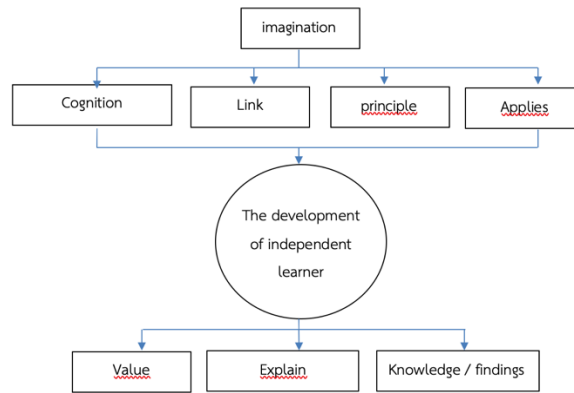 imagination
Cognition
Link
principle
Applies
The development
of independent
learner
Value
Explain
Knowledge / findings